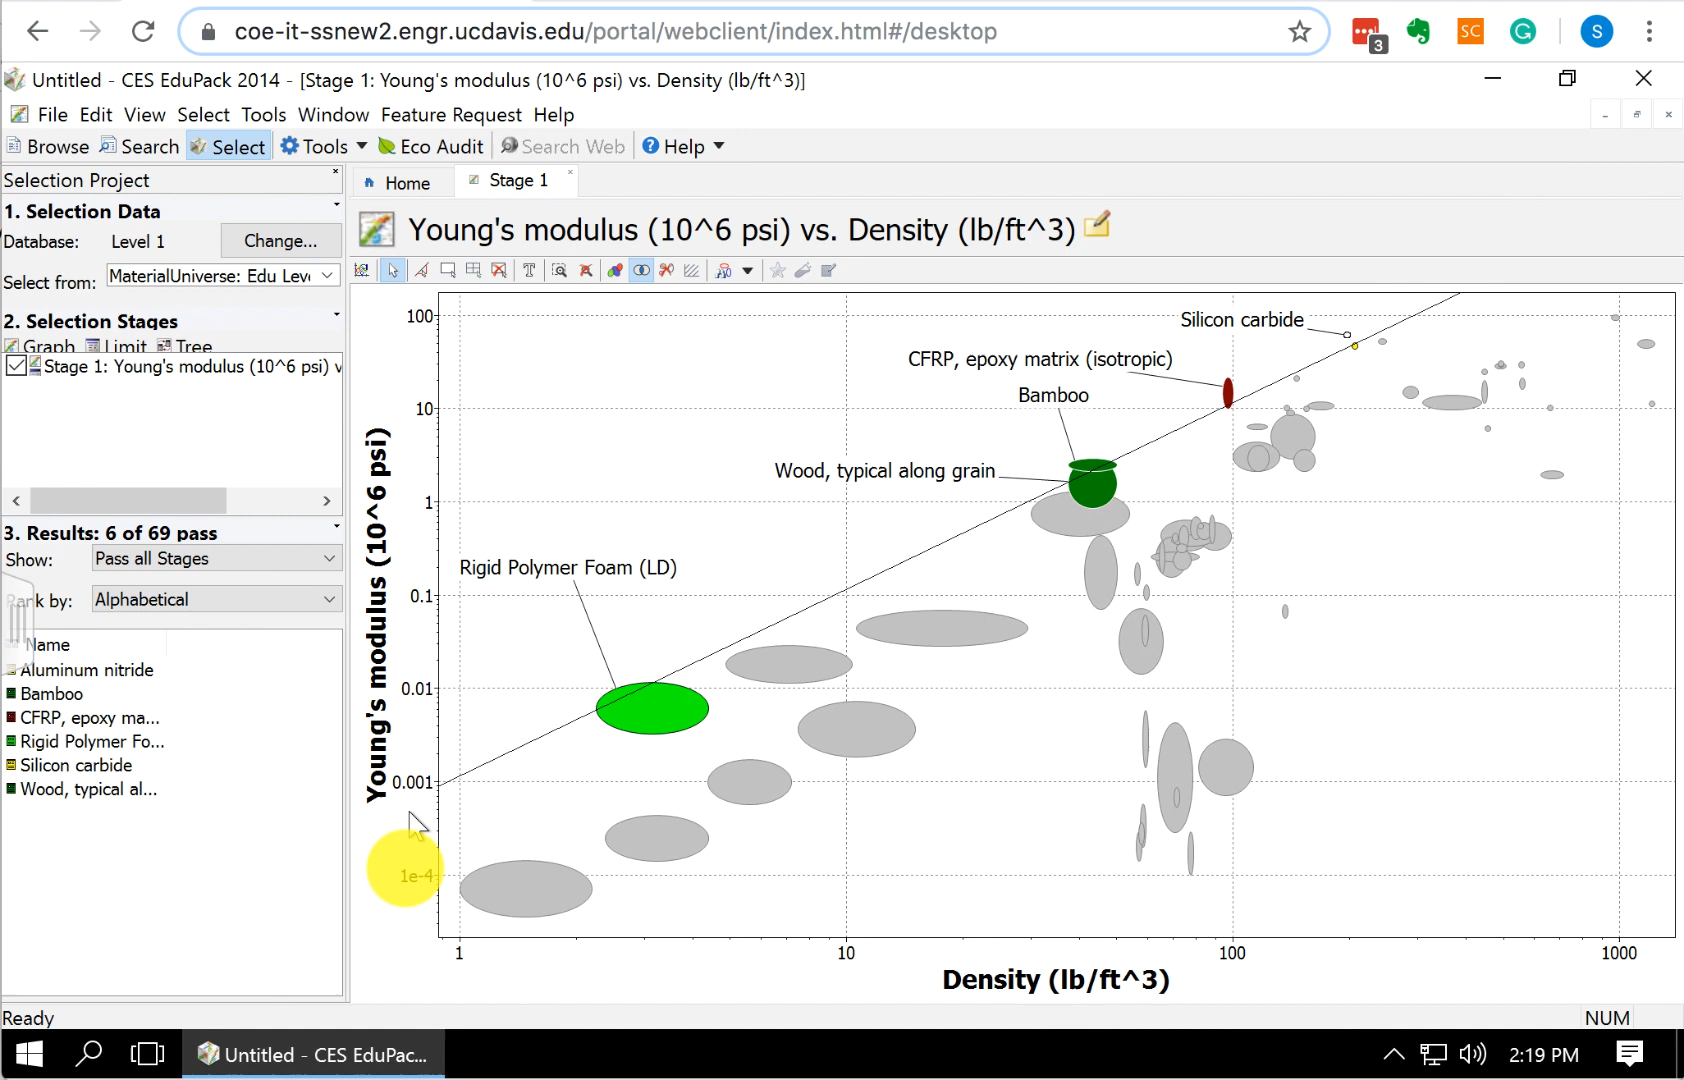 coe-it-ssnew2.engr.ucdavis.edu/portal/webclient/index.html#/desktop
3
SC
G
S
Untitled - CES EduPack 2014 - [Stage 1: Young's modulus (10^6 psi) vs. Density (lb/ft^3)]
File Edit View Select Tools Window Feature Request Help
Browse Search Select Tools Eco Audit Search Web Help
Selection Project
Home Stage 1
1. Selection Data
Database: Level 1 Change...
Select from: MaterialUniverse: Edu Leve
2. Selection Stages
Graph Limit Tree
Stage 1: Young's modulus (10^6 psi) v
3. Results: 6 of 69 pass
Show: Pass all Stages
Rank by: Alphabetical
Name
Aluminum nitride
Bamboo
CFRP, epoxy ma...
Rigid Polymer Fo...
Silicon carbide
Wood, typical al...
Young's modulus (10^6 psi) vs. Density (lb/ft^3)
Young's modulus (10^6 psi)
100
10
1
0.1
0.01
0.001
1e-4
Silicon carbide
CFRP, epoxy matrix (isotropic)
Bamboo
Wood, typical along grain
Rigid Polymer Foam (LD)
1 10 100 1000
Density (lb/ft^3)
Ready
NUM
Untitled - CES EduPac...
2:19 PM